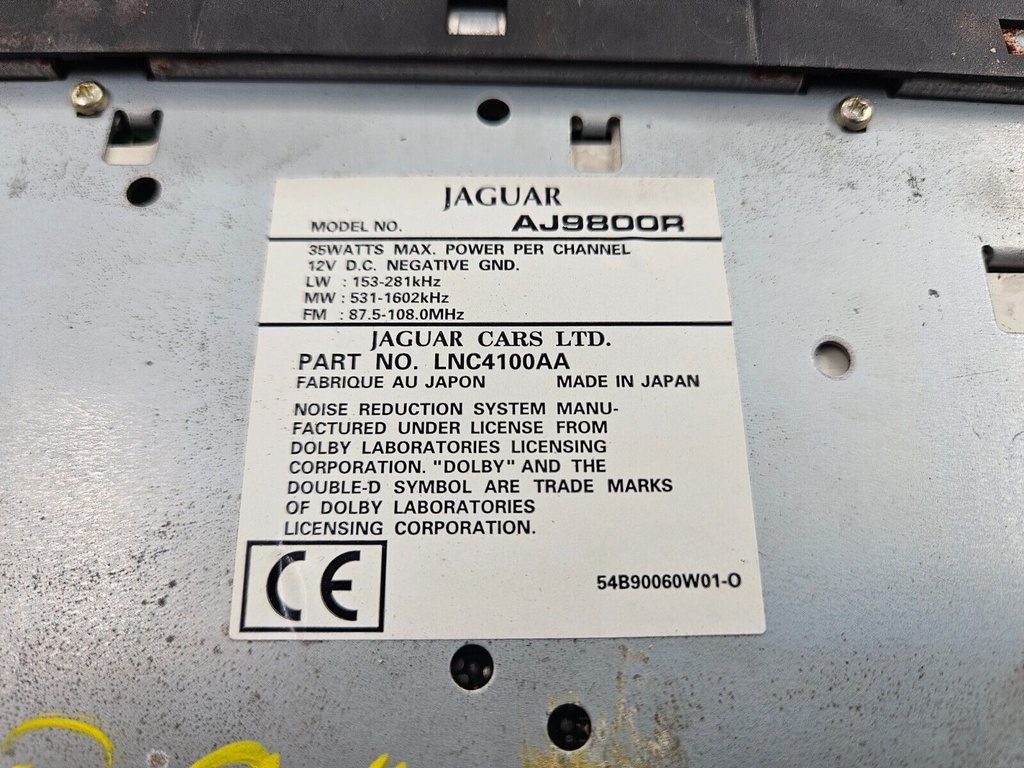 JAGUAR
MODEL NO. AJ9800R
35WATTS MAX. POWER PER CHANNEL
12V D.C. NEGATIVE GND.
LW : 153-281kHz
MW : 531-1602kHz
FM : 87.5-108.0MHz
JAGUAR CARS LTD.
PART NO. LNC4100AA
FABRIQUE AU JAPON MADE IN JAPAN
NOISE REDUCTION SYSTEM MANU-
FACTURED UNDER LICENSE FROM
DOLBY LABORATORIES LICENSING
CORPORATION. "DOLBY" AND THE
DOUBLE-D SYMBOL ARE TRADE MARKS
OF DOLBY LABORATORIES
LICENSING CORPORATION.
CE
54B90060W01-O